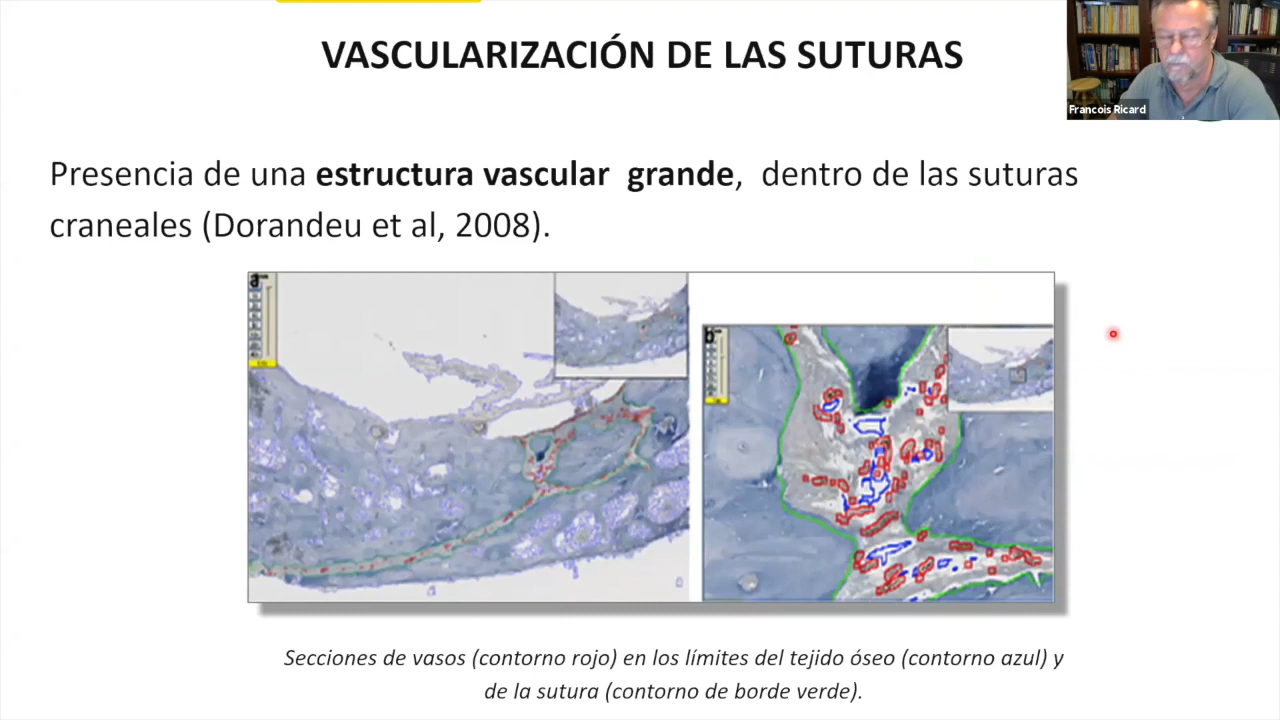 VASCULARIZACIÓN DE LAS SUTURAS
Francois Ricard
Presencia de una estructura vascular grande, dentro de las suturas
craneales (Dorandeu et al, 2008).
a
b
Secciones de vasos (contorno rojo) en los límites del tejido óseo (contorno azul) y
de la sutura (contorno de borde verde).